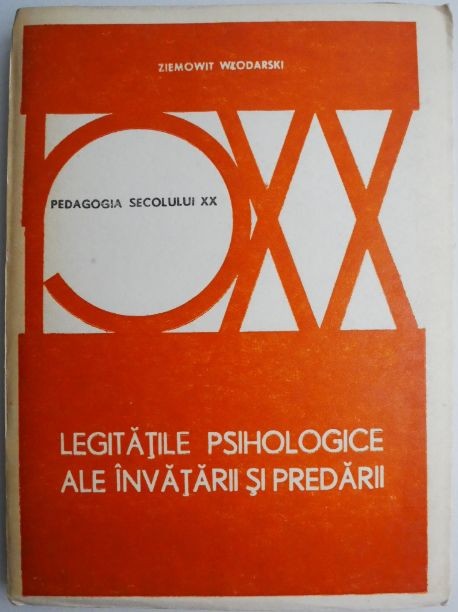 ZIEMOWIT WŁODARSKI
PEDAGOGIA SECOLULUI XX
LEGITĂŢILE PSIHOLOGICE
ALE ÎNVĂŢĂRII ŞI PREDĂRII